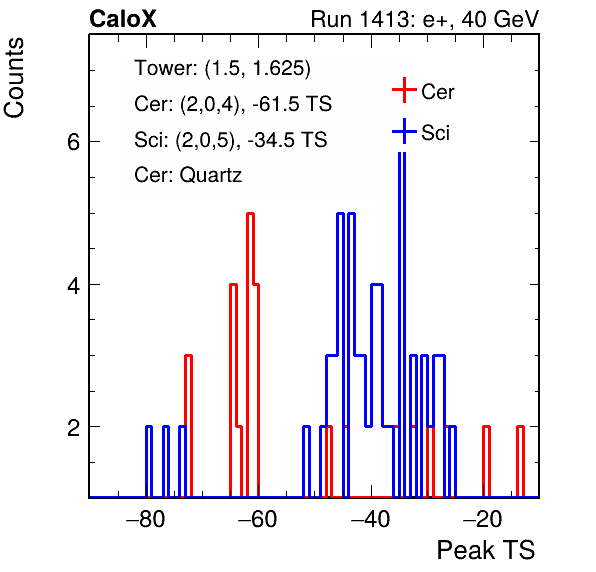 CaloX Run 1413: e+, 40 GeV
Counts
Tower: (1.5, 1.625)
Cer: (2,0,4), -61.5 TS
Sci: (2,0,5), -34.5 TS
Cer: Quartz
Cer
Sci
6
4
2
−80 −60 −40 −20
Peak TS